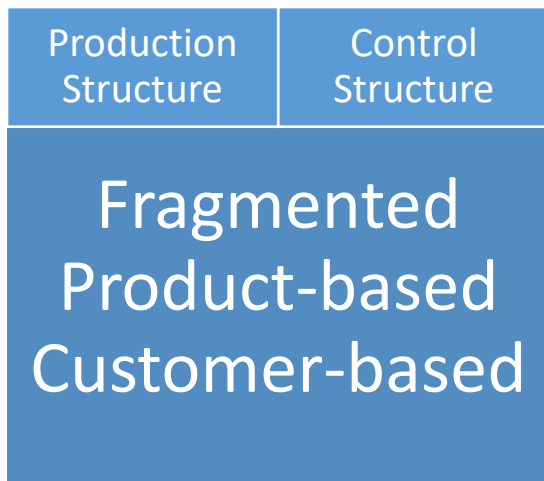 Production
Structure
Control
Structure
Fragmented
Product-based
Customer-based